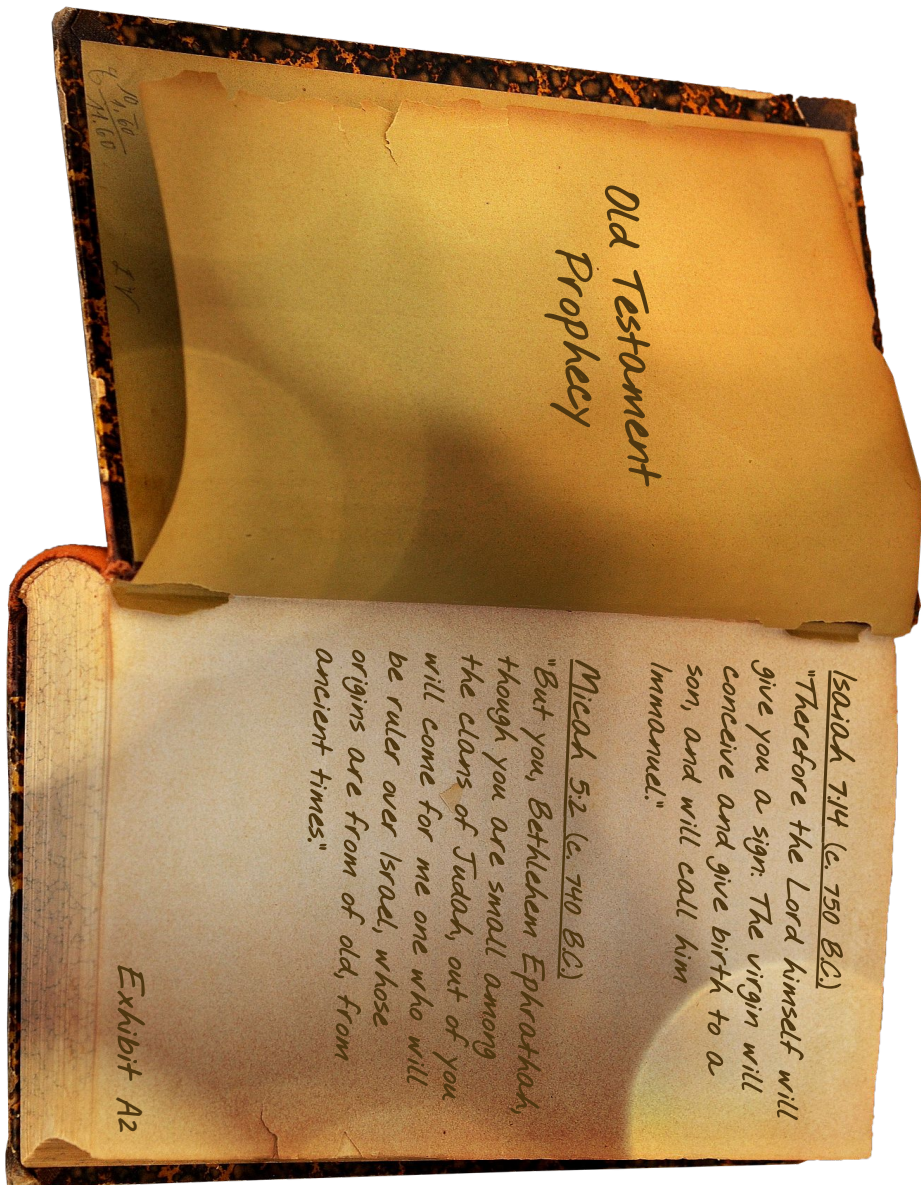 Old Testament
Prophecy
Isaiah 7:14 (c. 750 B.C.)
"Therefore the Lord himself will
give you a sign: The virgin will
conceive and give birth to a
son, and will call him
Immanuel."
Micah 5:2 (c. 740 B.C.)
"But you, Bethlehem Ephrathah,
though you are small among
the clans of Judah, out of you
will come for me one who will
be ruler over Israel, whose
origins are from of old, from
ancient times."
Exhibit A2